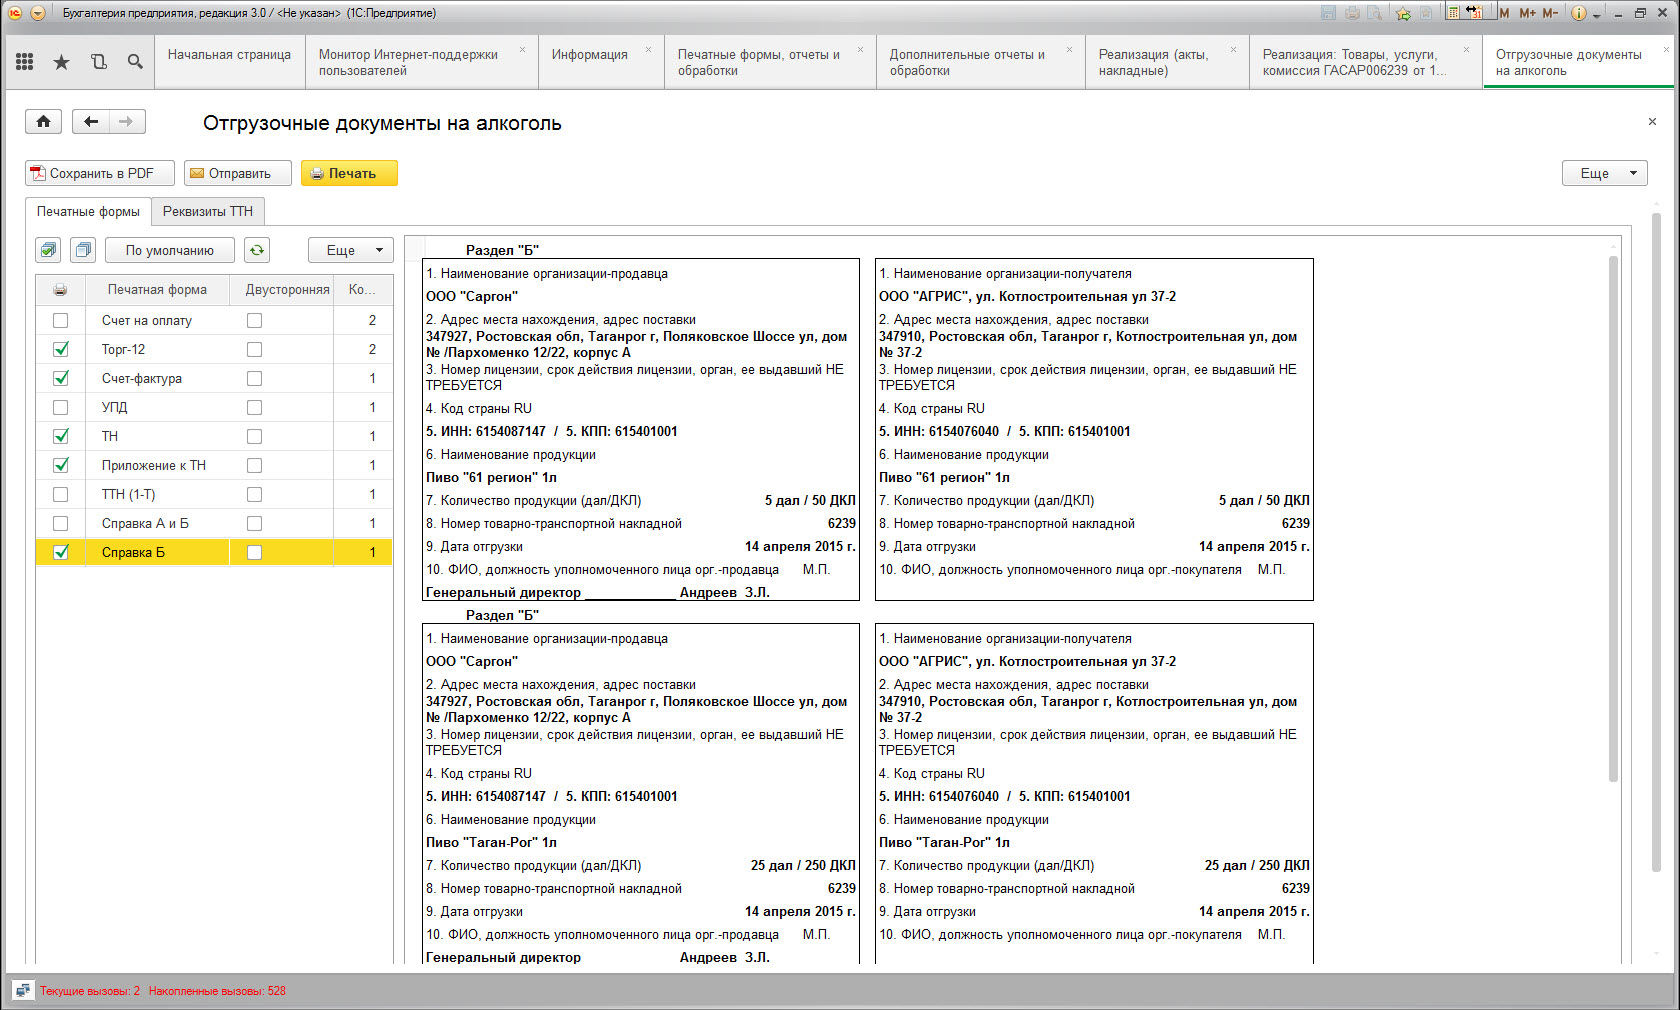 Бухгалтерия предприятия, редакция 3.0 / <Не указан> (1С:Предприятие)
M M+ M-
Начальная страница
Монитор Интернет-поддержки
пользователей
Информация
Печатные формы, отчеты и
обработки
Дополнительные отчеты и
обработки
Реализация (акты,
накладные)
Реализация: Товары, услуги,
комиссия ГАСАР006239 от 1...
Отгрузочные документы
на алкоголь
Отгрузочные документы на алкоголь
Сохранить в PDF
Отправить
Печать
Еще
Печатные формы
Реквизиты ТТН
По умолчанию
Еще
Печатная форма Двусторонняя Ко...
Счет на оплату 2
Торг-12 2
Счет-фактура 1
УПД 1
ТН 1
Приложение к ТН 1
ТТН (1-Т) 1
Справка А и Б 1
Справка Б 1
Раздел "Б"
1. Наименование организации-продавца
ООО "Саргон"
2. Адрес места нахождения, адрес поставки
347927, Ростовская обл, Таганрог г, Поляковское Шоссе ул, дом
№ /Пархоменко 12/22, корпус А
3. Номер лицензии, срок действия лицензии, орган, ее выдавший НЕ
ТРЕБУЕТСЯ
4. Код страны RU
5. ИНН: 6154087147 / 5. КПП: 615401001
6. Наименование продукции
Пиво "61 регион" 1л
7. Количество продукции (дал/ДКЛ) 5 дал / 50 ДКЛ
8. Номер товарно-транспортной накладной 6239
9. Дата отгрузки 14 апреля 2015 г.
10. ФИО, должность уполномоченного лица орг.-продавца М.П.
Генеральный директор ____________ Андреев З.Л.
1. Наименование организации-получателя
ООО "АГРИС", ул. Котлостроительная ул 37-2
2. Адрес места нахождения, адрес поставки
347910, Ростовская обл, Таганрог г, Котлостроительная ул, дом
№ 37-2
3. Номер лицензии, срок действия лицензии, орган, ее выдавший НЕ
ТРЕБУЕТСЯ
4. Код страны RU
5. ИНН: 6154076040 / 5. КПП: 615401001
6. Наименование продукции
Пиво "61 регион" 1л
7. Количество продукции (дал/ДКЛ) 5 дал / 50 ДКЛ
8. Номер товарно-транспортной накладной 6239
9. Дата отгрузки 14 апреля 2015 г.
10. ФИО, должность уполномоченного лица орг.-покупателя М.П.
Раздел "Б"
1. Наименование организации-продавца
ООО "Саргон"
2. Адрес места нахождения, адрес поставки
347927, Ростовская обл, Таганрог г, Поляковское Шоссе ул, дом
№ /Пархоменко 12/22, корпус А
3. Номер лицензии, срок действия лицензии, орган, ее выдавший НЕ
ТРЕБУЕТСЯ
4. Код страны RU
5. ИНН: 6154087147 / 5. КПП: 615401001
6. Наименование продукции
Пиво "Таган-Рог" 1л
7. Количество продукции (дал/ДКЛ) 25 дал / 250 ДКЛ
8. Номер товарно-транспортной накладной 6239
9. Дата отгрузки 14 апреля 2015 г.
10. ФИО, должность уполномоченного лица орг.-продавца М.П.
Генеральный директор Андреев З.Л.
1. Наименование организации-получателя
ООО "АГРИС", ул. Котлостроительная ул 37-2
2. Адрес места нахождения, адрес поставки
347910, Ростовская обл, Таганрог г, Котлостроительная ул, дом
№ 37-2
3. Номер лицензии, срок действия лицензии, орган, ее выдавший НЕ
ТРЕБУЕТСЯ
4. Код страны RU
5. ИНН: 6154076040 / 5. КПП: 615401001
6. Наименование продукции
Пиво "Таган-Рог" 1л
7. Количество продукции (дал/ДКЛ) 25 дал / 250 ДКЛ
8. Номер товарно-транспортной накладной 6239
9. Дата отгрузки 14 апреля 2015 г.
10. ФИО, должность уполномоченного лица орг.-покупателя М.П.
Текущие вызовы: 2 Накопленные вызовы: 528